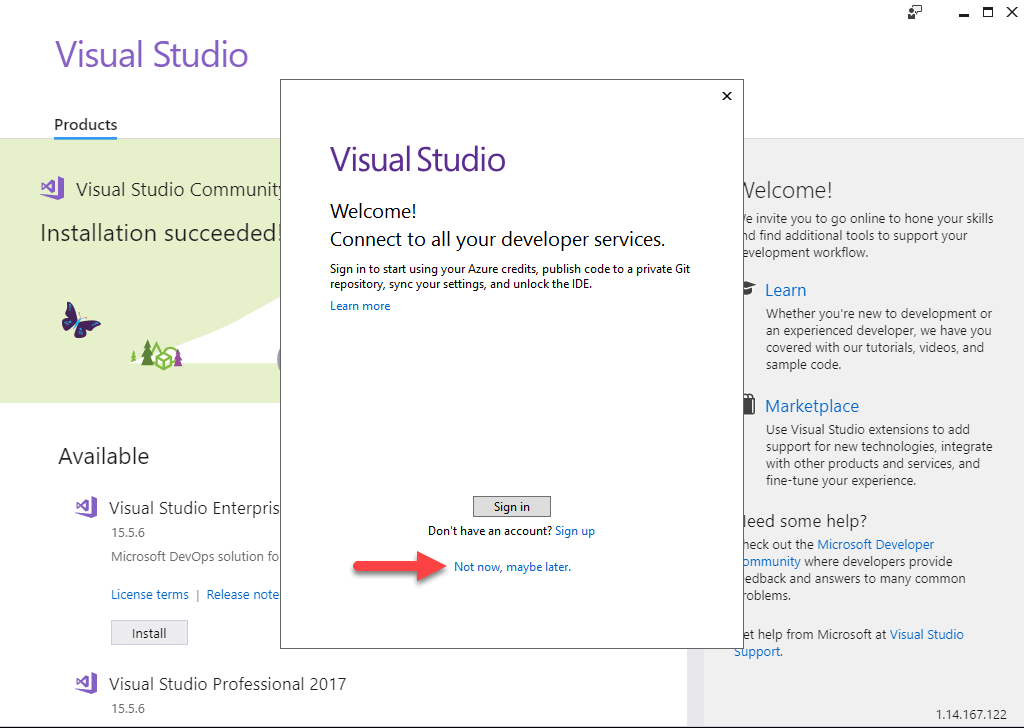 Visual Studio
Products
Visual Studio Community
Installation succeeded!
Available
Visual Studio Enterpris
15.5.6
Microsoft DevOps solution fo
License terms | Release note
Install
Visual Studio Professional 2017
15.5.6
Visual Studio
Welcome!
Connect to all your developer services.
Sign in to start using your Azure credits, publish code to a private Git
repository, sync your settings, and unlock the IDE.
Learn more
Sign in
Don't have an account? Sign up
Not now, maybe later.
Welcome!
We invite you to go online to hone your skills
nd find additional tools to support your
evelopment workflow.
Learn
Whether you're new to development or
an experienced developer, we have you
covered with our tutorials, videos, and
sample code.
Marketplace
Use Visual Studio extensions to add
support for new technologies, integrate
with other products and services, and
fine-tune your experience.
eed some help?
heck out the Microsoft Developer
ommunity where developers provide
eedback and answers to many common
roblems.
et help from Microsoft at Visual Studio
Support.
1.14.167.122